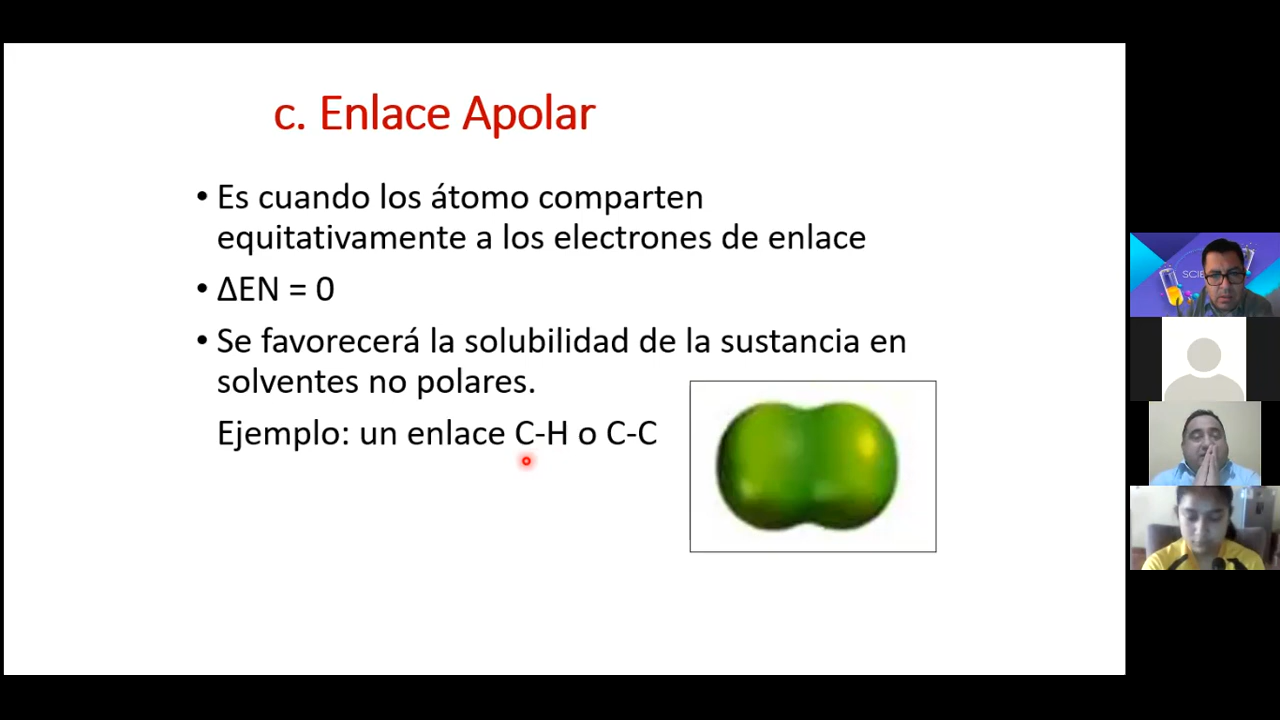 c. Enlace Apolar
• Es cuando los átomo comparten
equitativamente a los electrones de enlace
• ΔEN = 0
• Se favorecerá la solubilidad de la sustancia en
solventes no polares.
Ejemplo: un enlace C-H o C-C